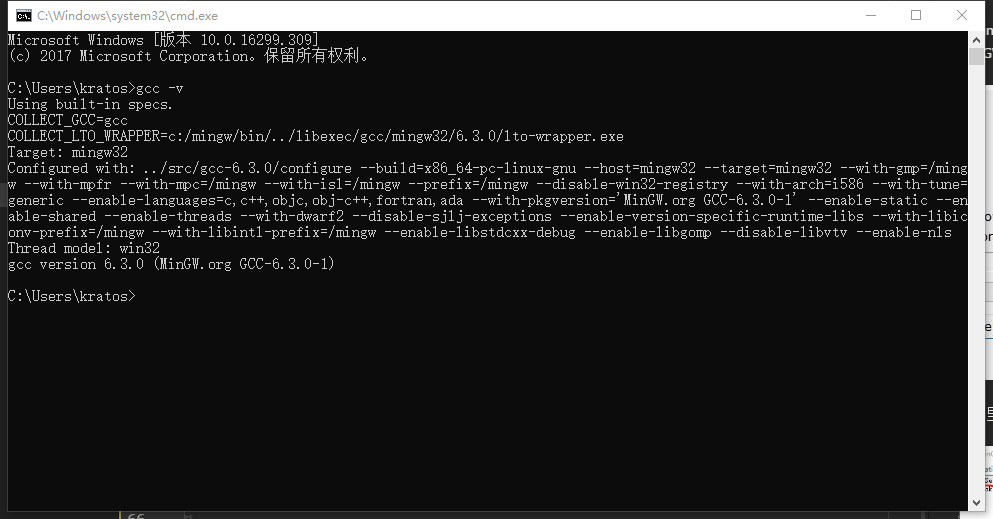 C:\Windows\system32\cmd.exe
Microsoft Windows [版本 10.0.16299.309]
(c) 2017 Microsoft Corporation。保留所有权利。
C:\Users\kratos>gcc -v
Using built-in specs.
COLLECT_GCC=gcc
COLLECT_LTO_WRAPPER=c:/mingw/bin/../libexec/gcc/mingw32/6.3.0/lto-wrapper.exe
Target: mingw32
Configured with: ../src/gcc-6.3.0/configure --build=x86_64-pc-linux-gnu --host=mingw32 --target=mingw32 --with-gmp=/ming
w --with-mpfr --with-mpc=/mingw --with-isl=/mingw --prefix=/mingw --disable-win32-registry --with-arch=i586 --with-tune=
generic --enable-languages=c,c++,objc,obj-c++,fortran,ada --with-pkgversion='MinGW.org GCC-6.3.0-1' --enable-static --en
able-shared --enable-threads --with-dwarf2 --disable-sjlj-exceptions --enable-version-specific-runtime-libs --with-libic
onv-prefix=/mingw --with-libintl-prefix=/mingw --enable-libstdcxx-debug --enable-libgomp --disable-libvtv --enable-nls
Thread model: win32
gcc version 6.3.0 (MinGW.org GCC-6.3.0-1)
C:\Users\kratos>